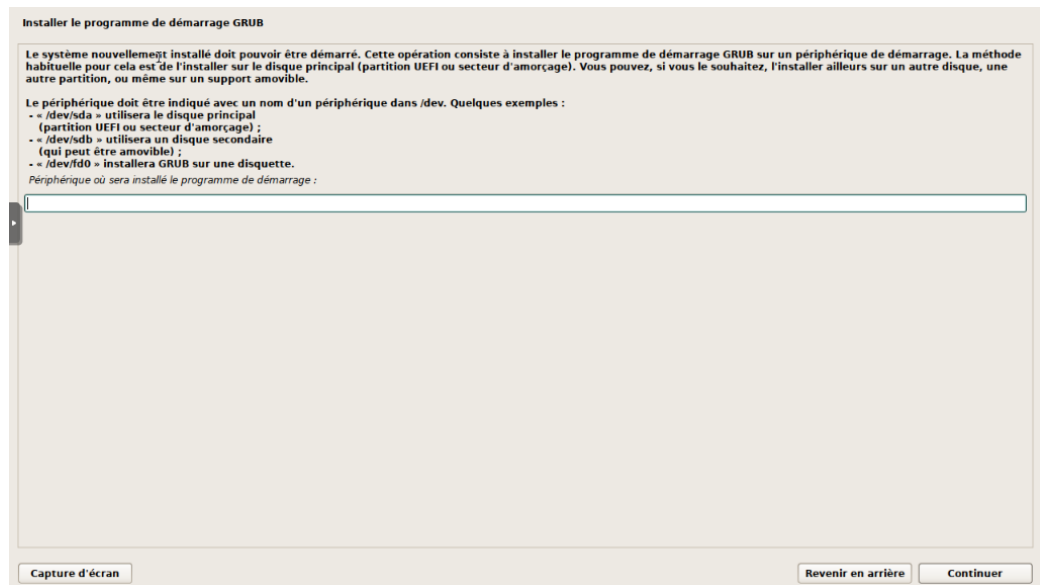 Installer le programme de démarrage GRUB
Le système nouvellement installé doit pouvoir être démarré. Cette opération consiste à installer le programme de démarrage GRUB sur un périphérique de démarrage. La méthode
habituelle pour cela est de l'installer sur le disque principal (partition UEFI ou secteur d'amorçage). Vous pouvez, si vous le souhaitez, l'installer ailleurs sur un autre disque, une
autre partition, ou même sur un support amovible.
Le périphérique doit être indiqué avec un nom d'un périphérique dans /dev. Quelques exemples :
- « /dev/sda » utilisera le disque principal
(partition UEFI ou secteur d'amorçage) ;
- « /dev/sdb » utilisera un disque secondaire
(qui peut être amovible) ;
- « /dev/fd0 » installera GRUB sur une disquette.
Périphérique où sera installé le programme de démarrage :
Capture d'écran
Revenir en arrière
Continuer